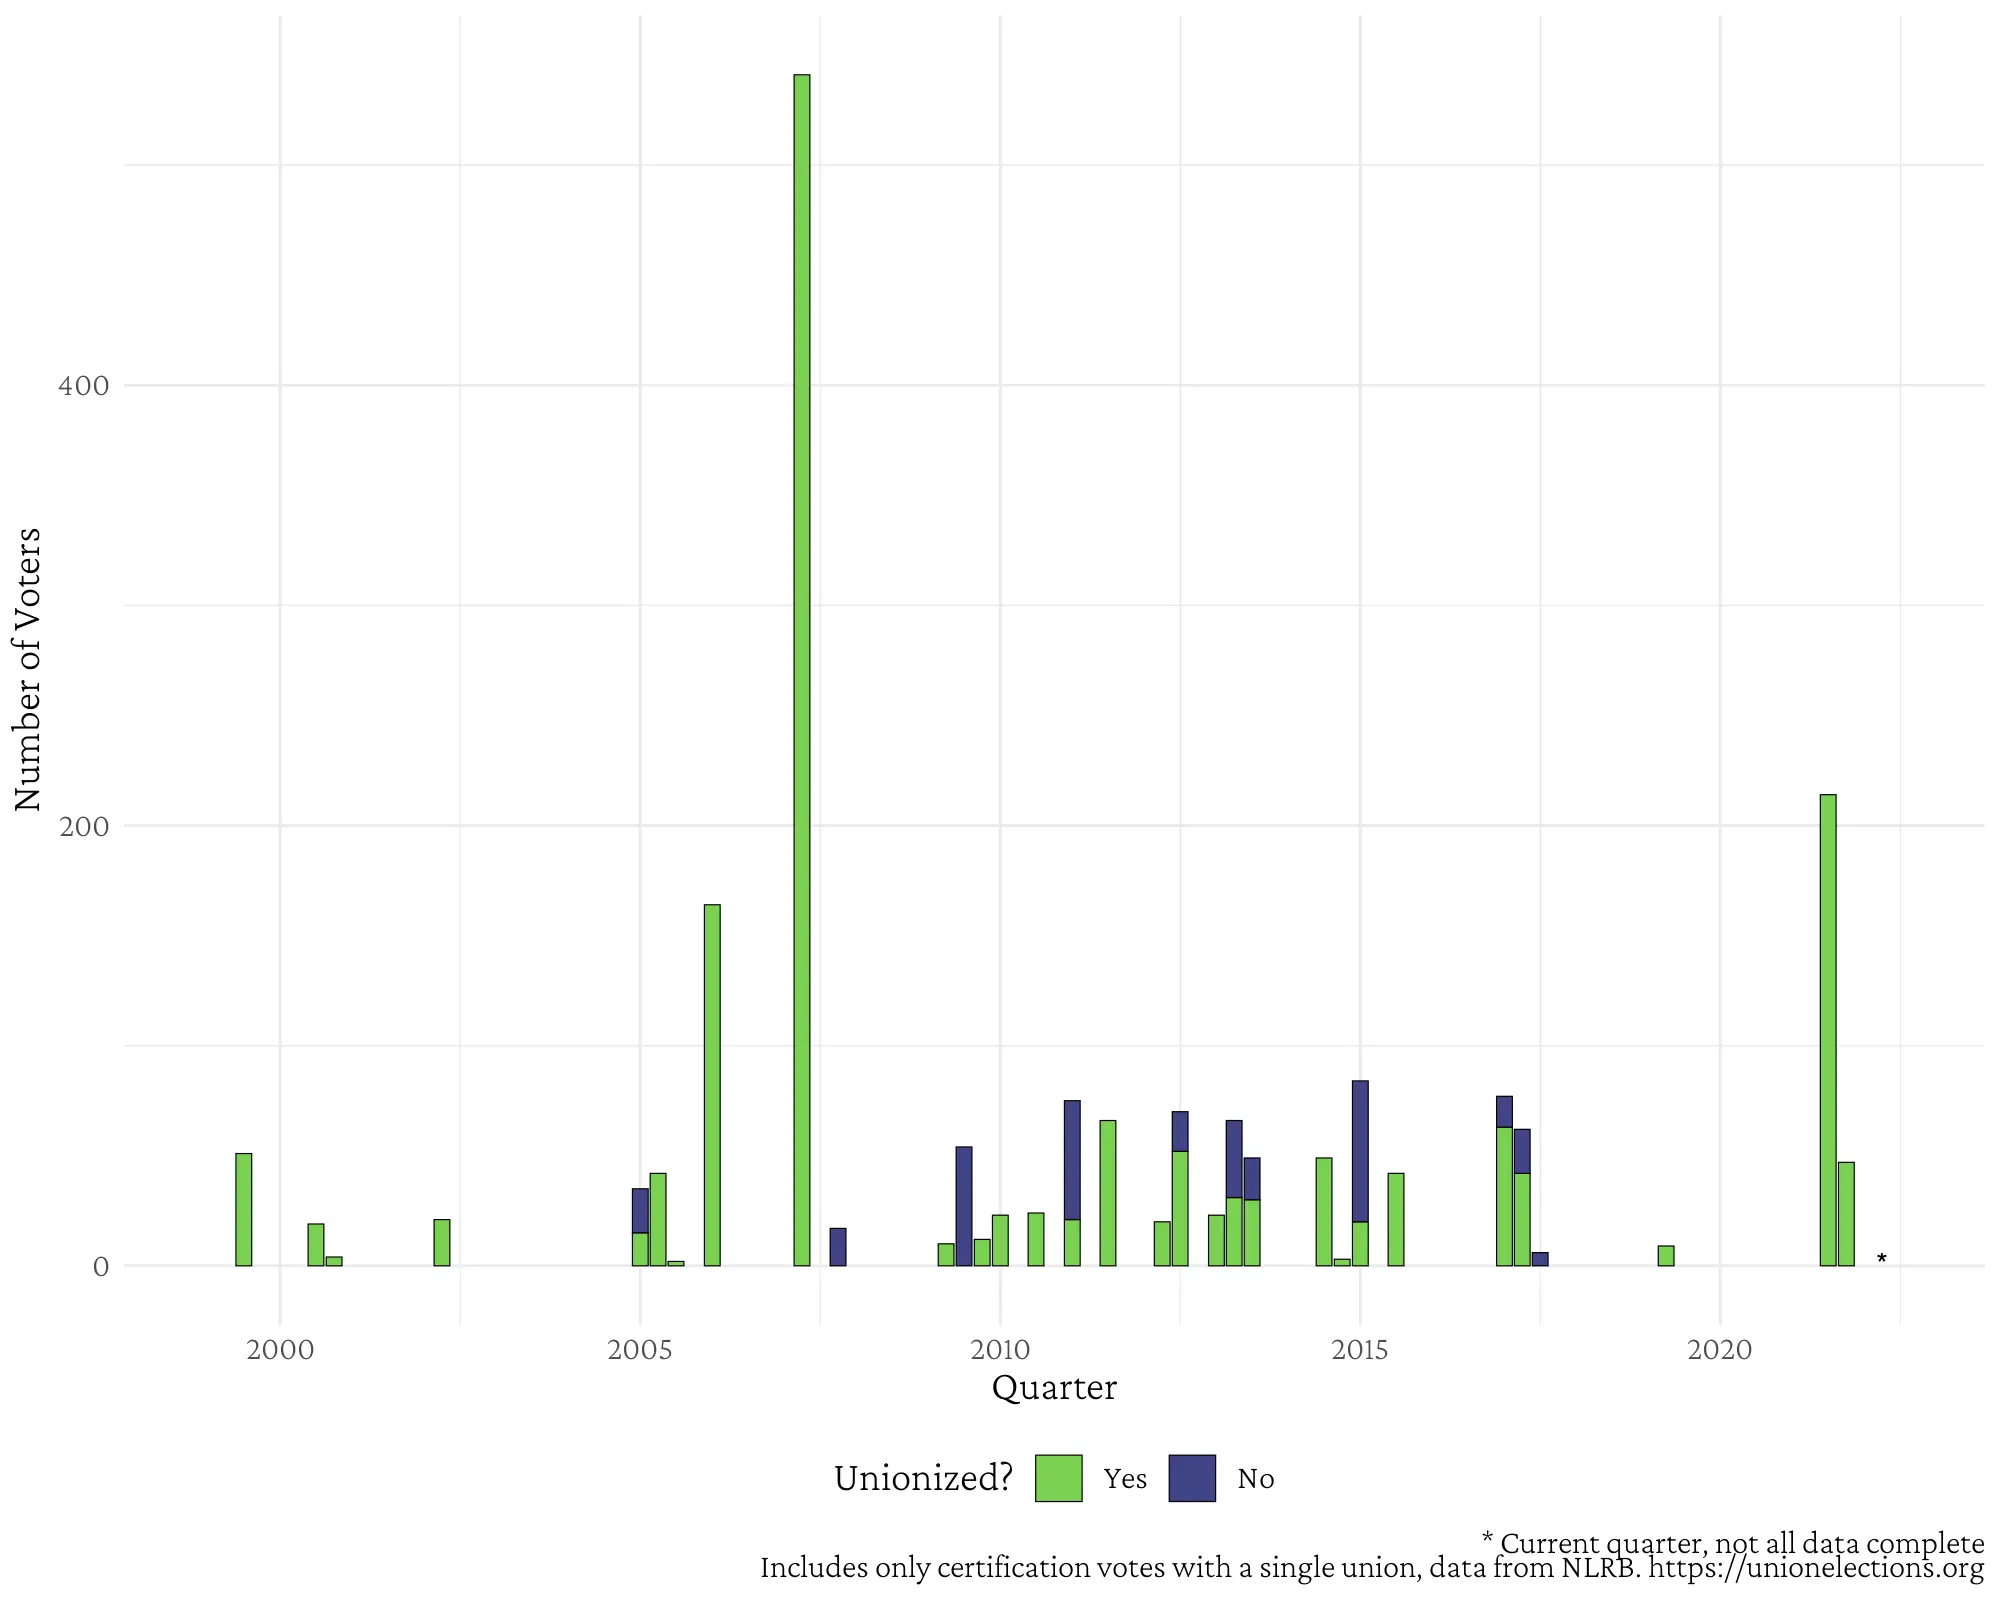 Number of Voters
400
200
0
*
2000 2005 2010 2015 2020
Quarter
Unionized? Yes No
* Current quarter, not all data complete
Includes only certification votes with a single union, data from NLRB. https://unionelections.org